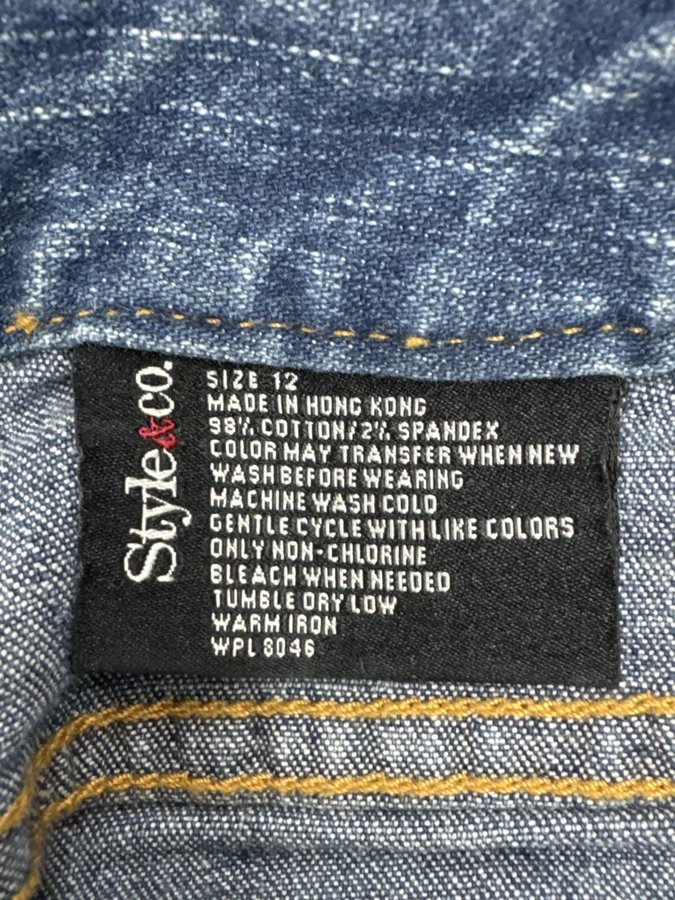 Style&co.
SIZE 12
MADE IN HONG KONG
98% COTTON/2% SPANDEX
COLOR MAY TRANSFER WHEN NEW
WASH BEFORE WEARING
MACHINE WASH COLD
GENTLE CYCLE WITH LIKE COLORS
ONLY NON-CHLORINE
BLEACH WHEN NEEDED
TUMBLE DRY LOW
WARM IRON
WPL 8046